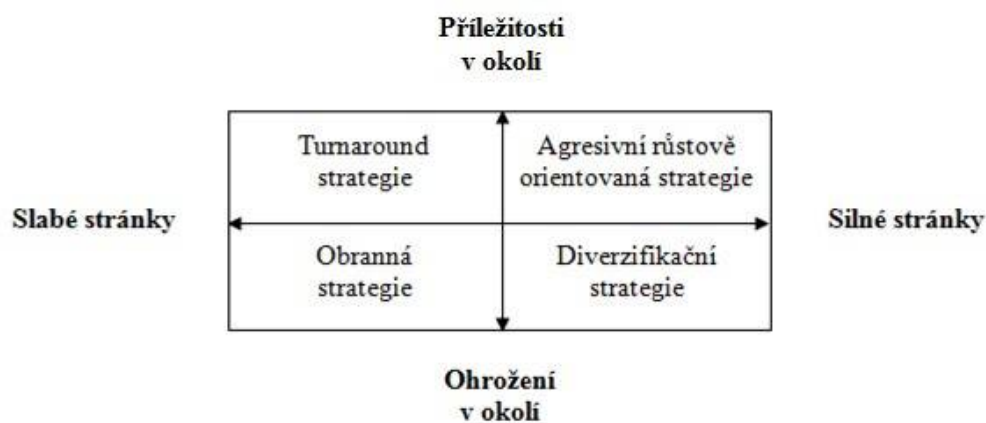 Příležitosti
v okolí
Turnaround
strategie
Agresivní růstově
orientovaná strategie
Slabé stránky
Silné stránky
Obranná
strategie
Diverzifikační
strategie
Ohrožení
v okolí